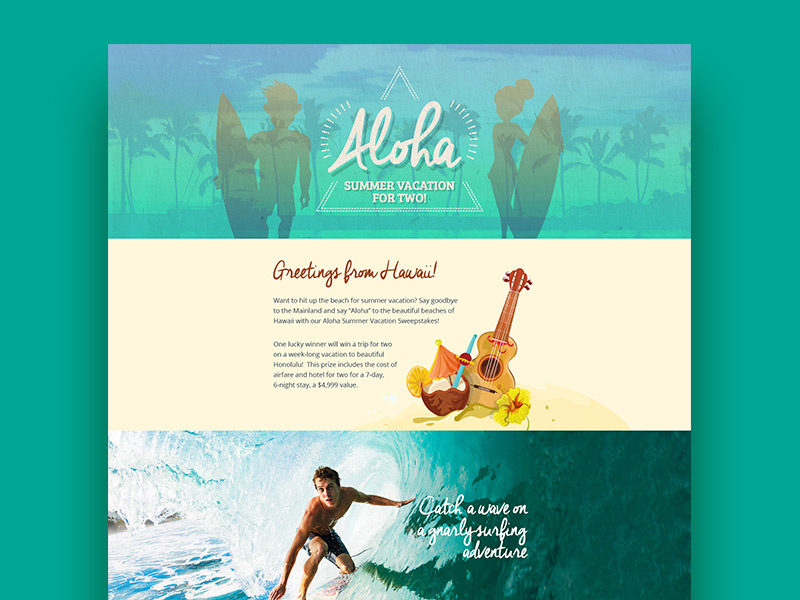 Aloha
SUMMER VACATION
FOR TWO!
Greetings from Hawaii!
Want to hit up the beach for summer vacation? Say goodbye
to the Mainland and say “Aloha” to the beautiful beaches of
Hawaii with our Aloha Summer Vacation Sweepstakes!
One lucky winner will win a trip for two
on a week-long vacation to beautiful
Honolulu! This prize includes the cost of
airfare and hotel for two for a 7-day,
6-night stay, a $4,999 value.
Catch a wave on
a gnarly surfing
adventure